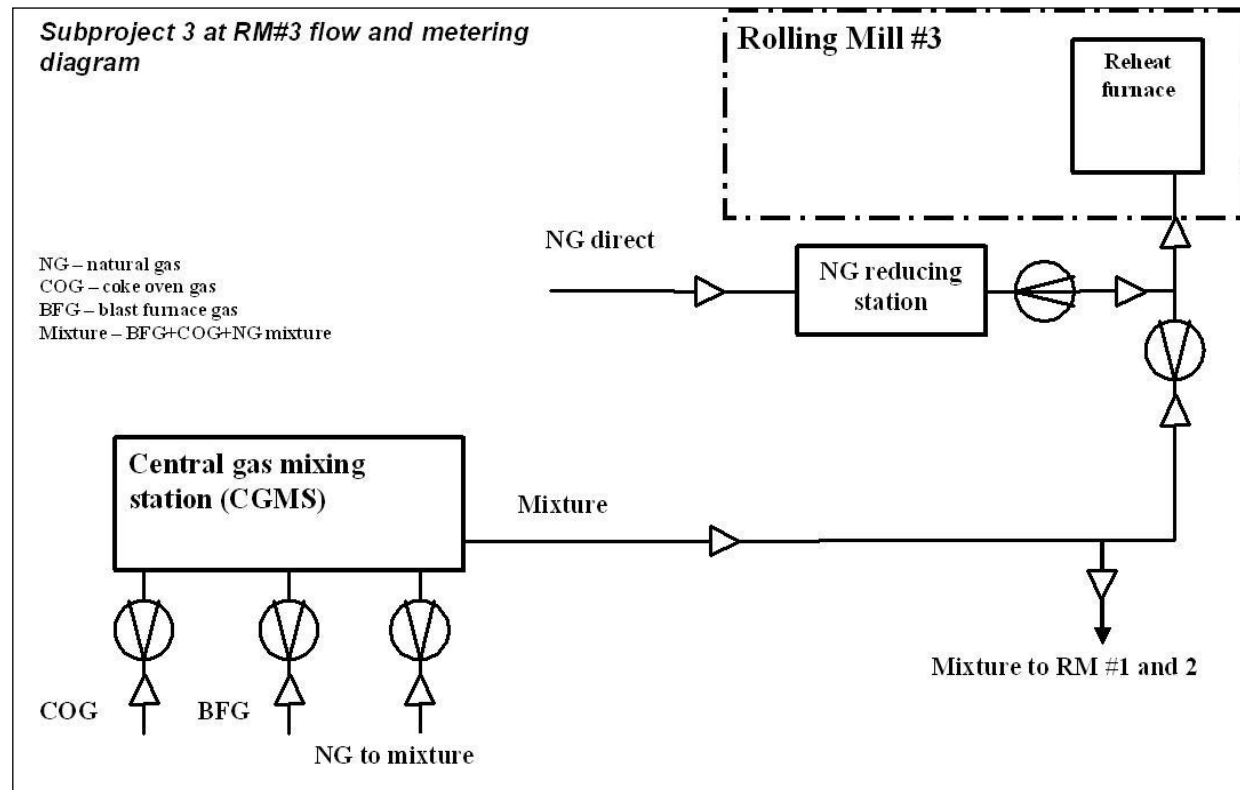 Subproject 3 at RM#3 flow and metering
diagram
Rolling Mill #3
Reheat
furnace
NG direct
NG reducing
station
NG – natural gas
COG – coke oven gas
BFG – blast furnace gas
Mixture – BFG+COG+NG mixture
Central gas mixing
station (CGMS)
Mixture
Mixture to RM #1 and 2
COG
BFG
NG to mixture